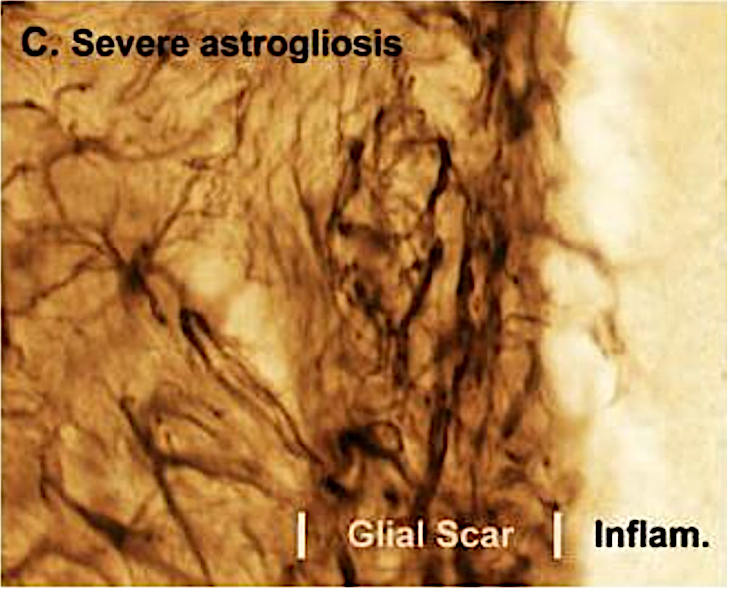 C. Severe astrogliosis
| Glial Scar | Inflam.